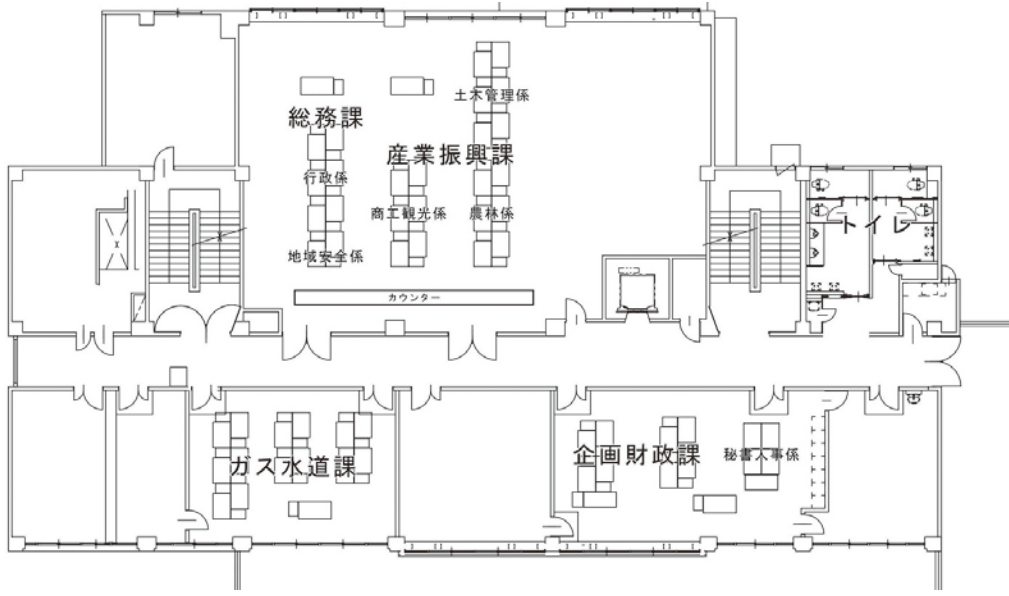 土木管理係
総務課
産業振興課
行政係
商工観光係
農林係
トイレ
地域安全係
カウンター
ガス水道課
企画財政課
秘書人事係